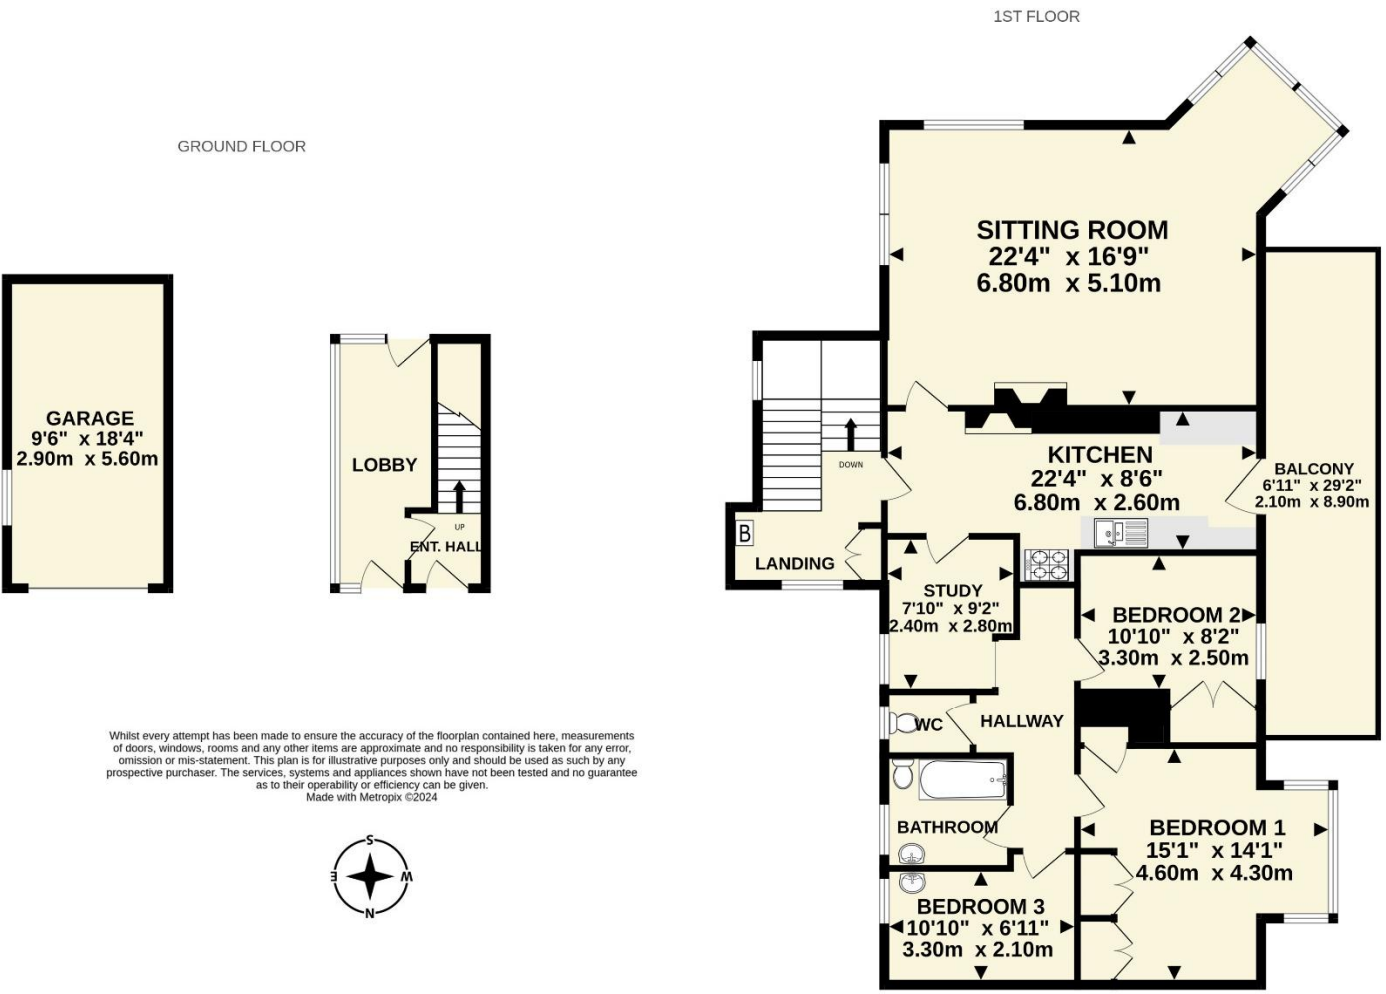 1ST FLOOR
GROUND FLOOR
GARAGE
9'6" x 18'4"
2.90m x 5.60m
LOBBY
UP
ENT. HALL
SITTING ROOM
22'4" x 16'9"
6.80m x 5.10m
KITCHEN
22'4" x 8'6"
6.80m x 2.60m
BALCONY
6'11" x 29'2"
2.10m x 8.90m
DOWN
B
LANDING
STUDY
7'10" x 9'2"
2.40m x 2.80m
BEDROOM 2
10'10" x 8'2"
3.30m x 2.50m
WC
HALLWAY
BATHROOM
BEDROOM 1
15'1" x 14'1"
4.60m x 4.30m
BEDROOM 3
10'10" x 6'11"
3.30m x 2.10m
Whilst every attempt has been made to ensure the accuracy of the floorplan contained here, measurements
of doors, windows, rooms and any other items are approximate and no responsibility is taken for any error,
omission or mis-statement. This plan is for illustrative purposes only and should be used as such by any
prospective purchaser. The services, systems and appliances shown have not been tested and no guarantee
as to their operability or efficiency can be given.
Made with Metropix ©2024
S
E W
N